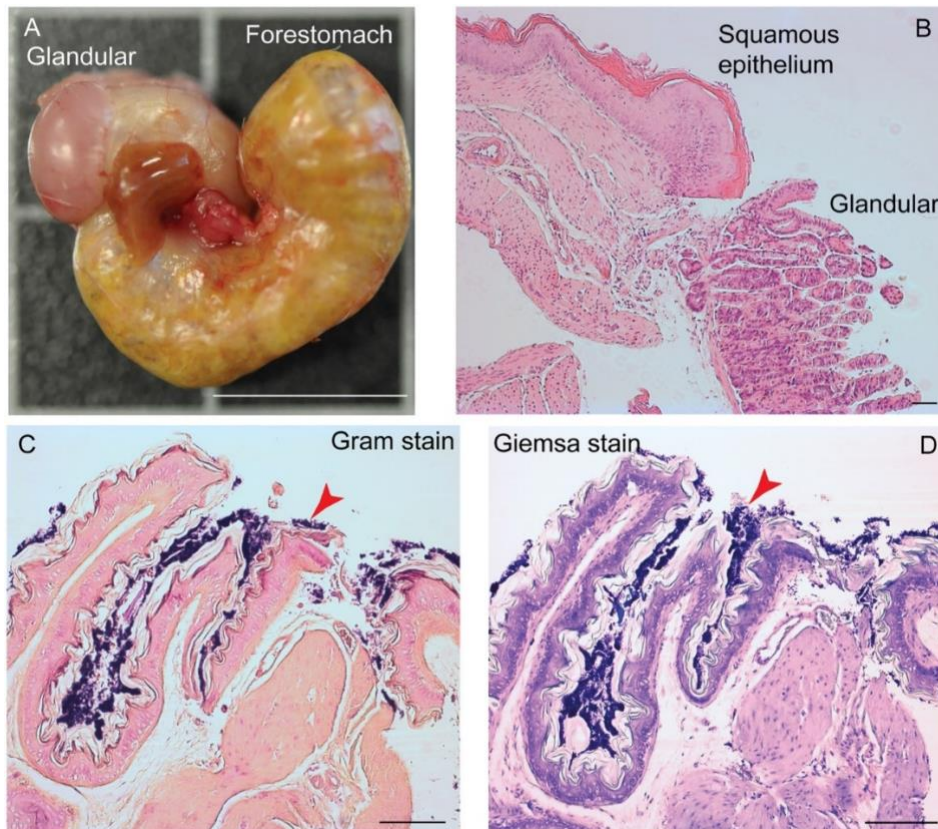 A
Glandular
Forestomach
Squamous
epithelium
B
Glandular
C
Gram stain
Giemsa stain
D